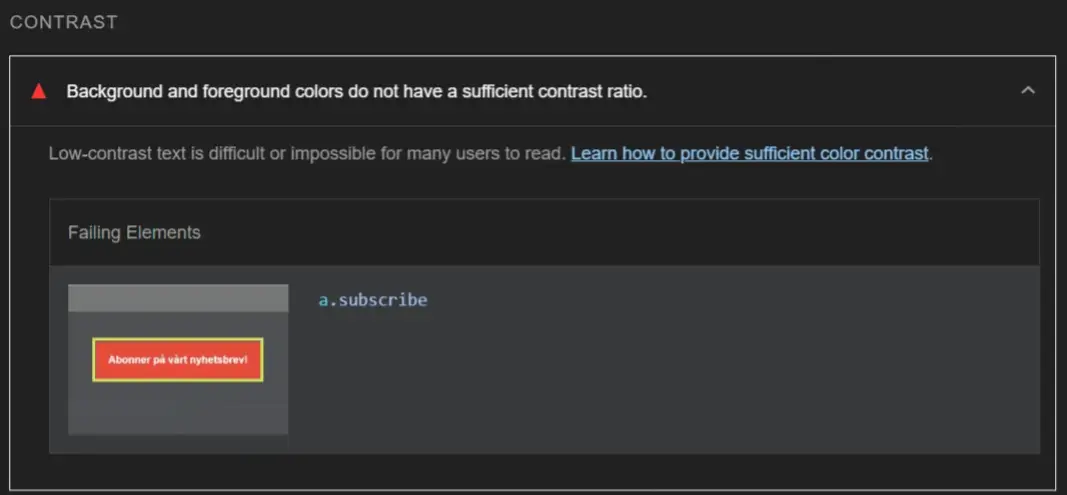 CONTRAST
Background and foreground colors do not have a sufficient contrast ratio.
Low-contrast text is difficult or impossible for many users to read. Learn how to provide sufficient color contrast.
Failing Elements
a.subscribe
Abonner på vårt nyhetsbrev!